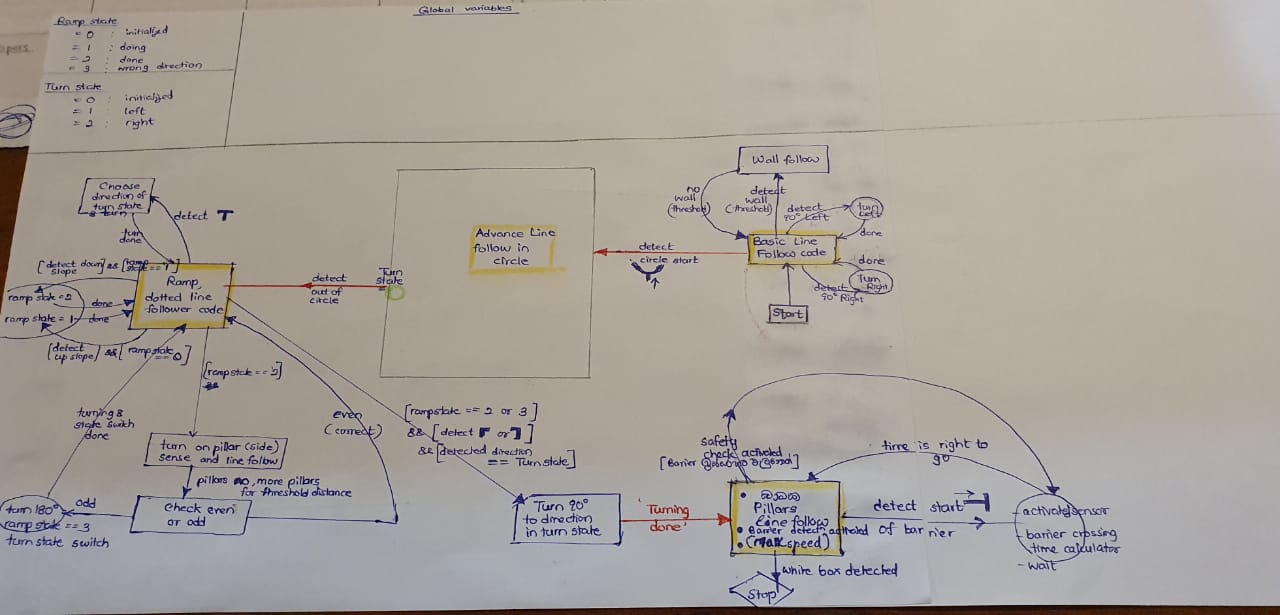 Global variables
Ramp state
= 0 : initialized
= 1 : doing
= 2 : done
= 3 : wrong direction
Turn state
= 0 : initialized
= 1 : left
= 2 : right
Wall follow
no
wall
(threshold)
detect
wall
(threshold)
detect
90° Left
Turn
Left
done
Basic Line
Follow code
done
Turn
Right
detect
90° Right
Start
detect
circle start
Advance Line
follow in
circle
Turn
state
detect
out of
circle
Choose
direction of
turn state
& turn
detect T
turn
done
[detect down] && [ramp
slope state == 1]
Ramp,
dotted line
follower code
ramp state = 2
done
ramp state = 1
done
[detect
up slope] && [ramp state
== 0]
[ramp state == 2]
turning &
state switch
done
even
(correct)
turn on pillar (side)
sense and line follow
pillars no, more pillars
for threshold distance
check even
or odd
odd
turn 180°
ramp state == 3
turn state switch
[rampstate == 2 or 3]
&& [detect ┏ or ┓]
&& [detected direction
== Turn state]
Turn 90°
to direction
in turn state
Turning
done
safety
check activated
[Barrier
time is right to
go
Pillars
Line follow
Barrier detect activated
(max speed)
detect start
of barrier
- activate sensor
- barrier crossing
time calculator
- wait
white box detected
Stop